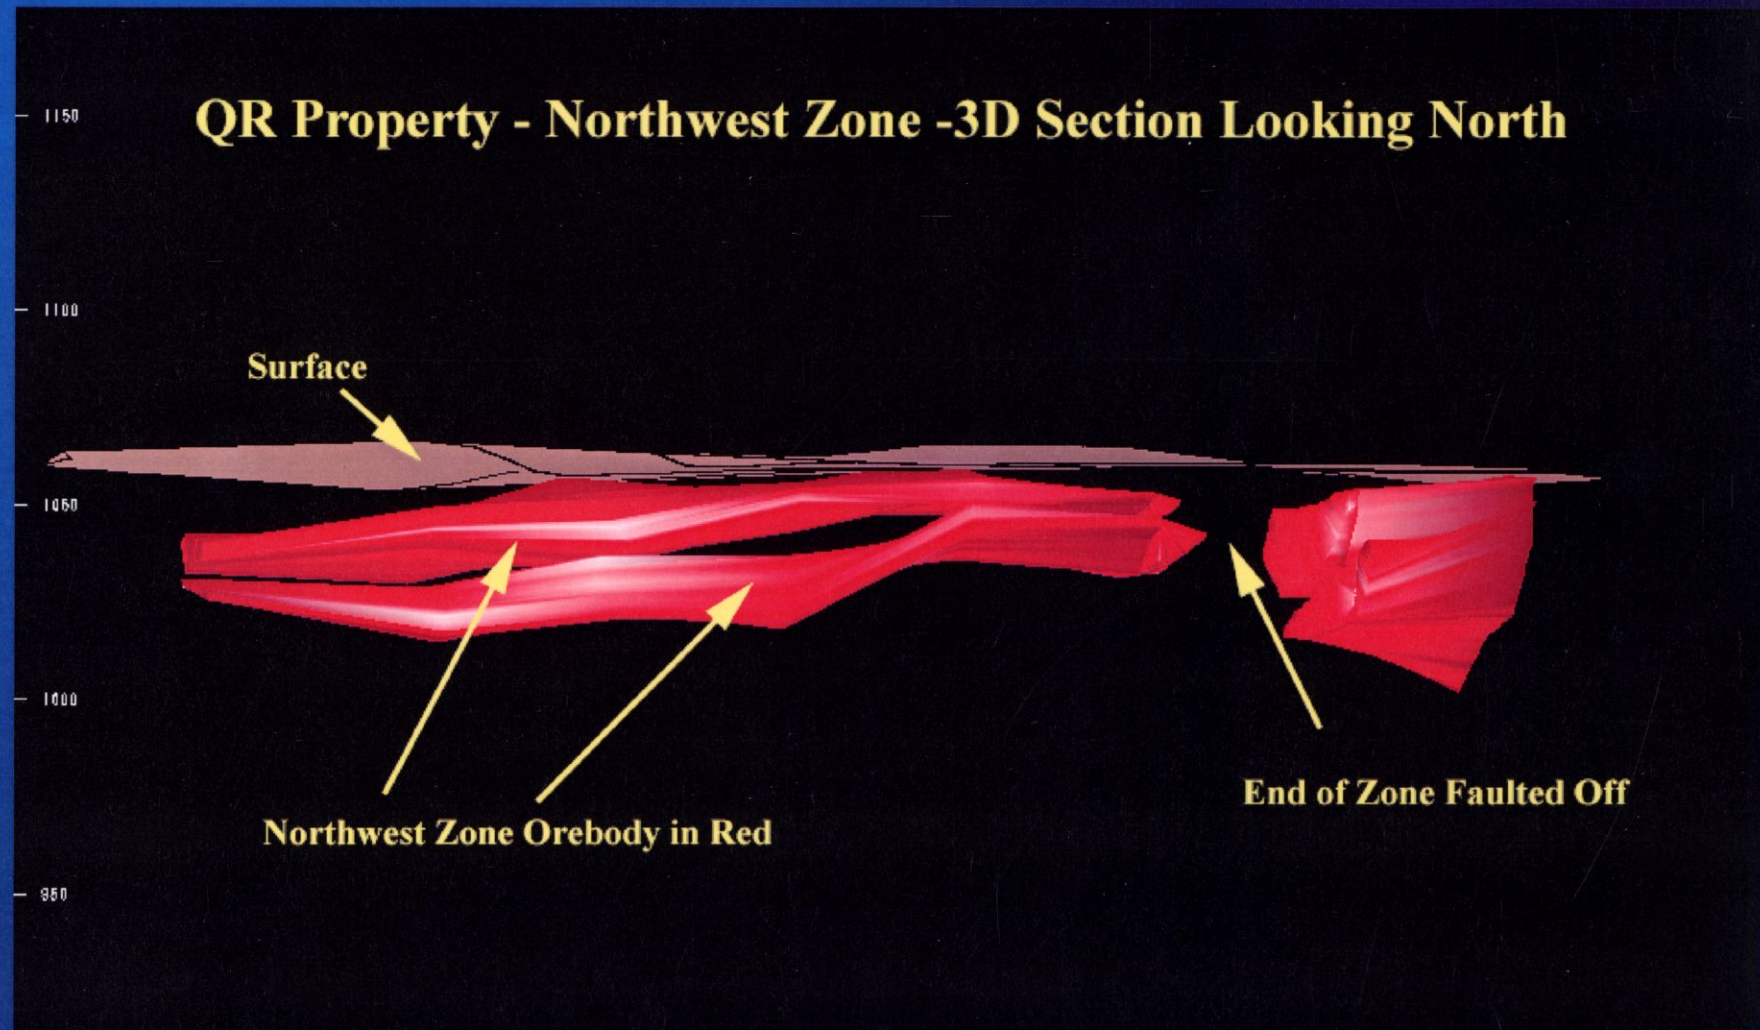 QR Property - Northwest Zone -3D Section Looking North
1150
1100
Surface
1050
1000
End of Zone Faulted Off
Northwest Zone Orebody in Red
950